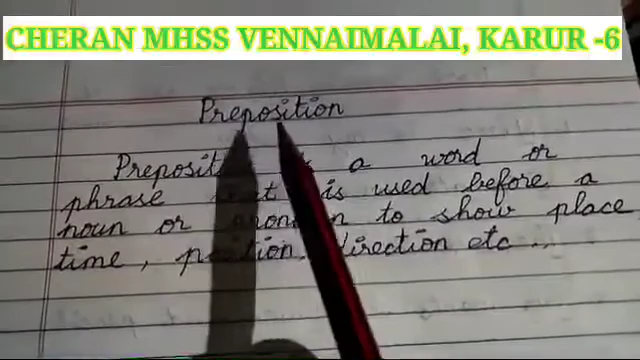 CHERAN MHSS VENNAIMALAI, KARUR -6
Preposition
a word or
phrase is used before a
noun or to show place
time, direction etc ...